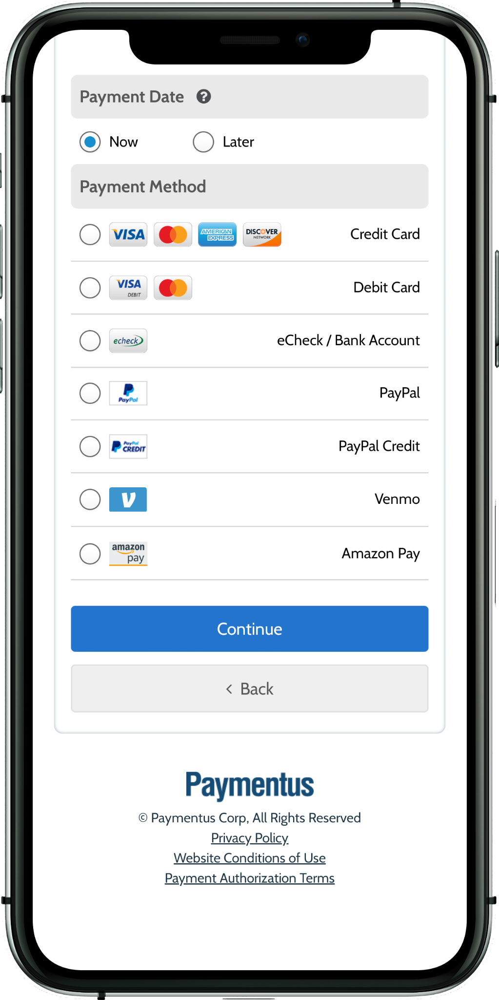 Payment Date ?
Now Later
Payment Method
VISA AMERICAN EXPRESS DISCOVER NETWORK Credit Card
VISA DEBIT Debit Card
echeck eCheck / Bank Account
PayPal PayPal
PayPal CREDIT PayPal Credit
V Venmo
amazon pay Amazon Pay
Continue
< Back
Paymentus
© Paymentus Corp, All Rights Reserved
Privacy Policy
Website Conditions of Use
Payment Authorization Terms